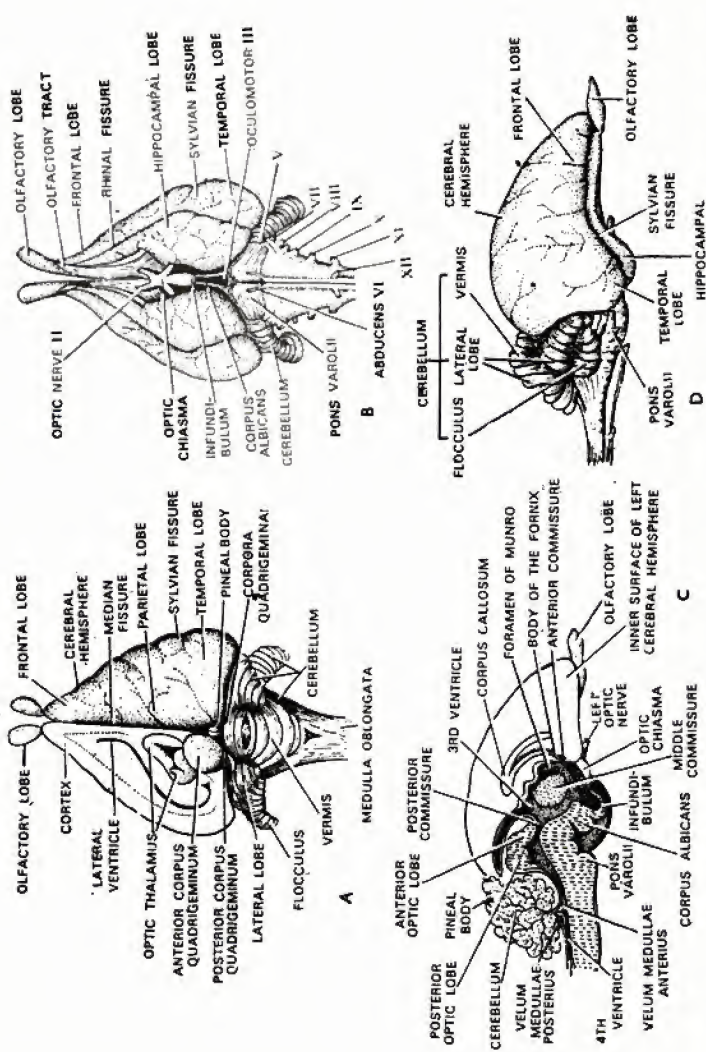 OLFACTORY LOBE
FRONTAL LOBE
CEREBRAL
HEMISPHERE
MEDIAN
FISSURE
PARIETAL LOBE
SYLVIAN FISSURE
TEMPORAL LOBE
PINEAL BODY
CORPORA
QUADRIGEMINAI
CEREBELLUM
CORTEX
LATERAL
VENTRICLE
OPTIC THALAMUS
ANTERIOR CORPUS
QUADRIGEMINUM
POSTERIOR CORPUS
QUADRIGEMINUM
LATERAL LOBE
FLOCCULUS
VERMIS
MEDULLA OBLONGATA
A
OLFACTORY LOBE
OLFACTORY TRACT
FRONTAL LOBE
RHINAL FISSURE
HIPPOCAMPAL LOBE
SYLVIAN FISSURE
TEMPORAL LOBE
OCULOMOTOR III
V
VII
VIII
IX
X
XI
XII
OPTIC NERVE II
OPTIC
CHIASMA
INFUNDI-
BULUM
CORPUS
ALBICANS
CEREBELLUM
PONS VAROLII
ABDUCENS VI
B
POSTERIOR
OPTIC LOBE
ANTERIOR
OPTIC LOBE
PINEAL
BODY
POSTERIOR
COMMISSURE
3RD VENTRICLE
CORPUS CALLOSUM
FORAMEN OF MUNRO
BODY OF THE FORNIX
ANTERIOR COMMISSURE
CEREBELLUM
VELUM
MEDULLAE
POSTERIUS
4TH
VENTRICLE
VELUM MEDULLAE
ANTERIUS
PONS
VAROLII
CORPUS ALBICANS
INFUNDI-
BULUM
MIDDLE
COMMISSURE
OPTIC
CHIASMA
LEFT
OPTIC
NERVE
OLFACTORY LOBE
INNER SURFACE OF LEFT
CEREBRAL HEMISPHERE
C
CEREBELLUM
FLOCCULUS
LATERAL
LOBE
VERMIS
CEREBRAL
HEMISPHERE
FRONTAL LOBE
OLFACTORY LOBE
SYLVIAN
FISSURE
HIPPOCAMPAL
TEMPORAL
LOBE
PONS
VAROLII
D